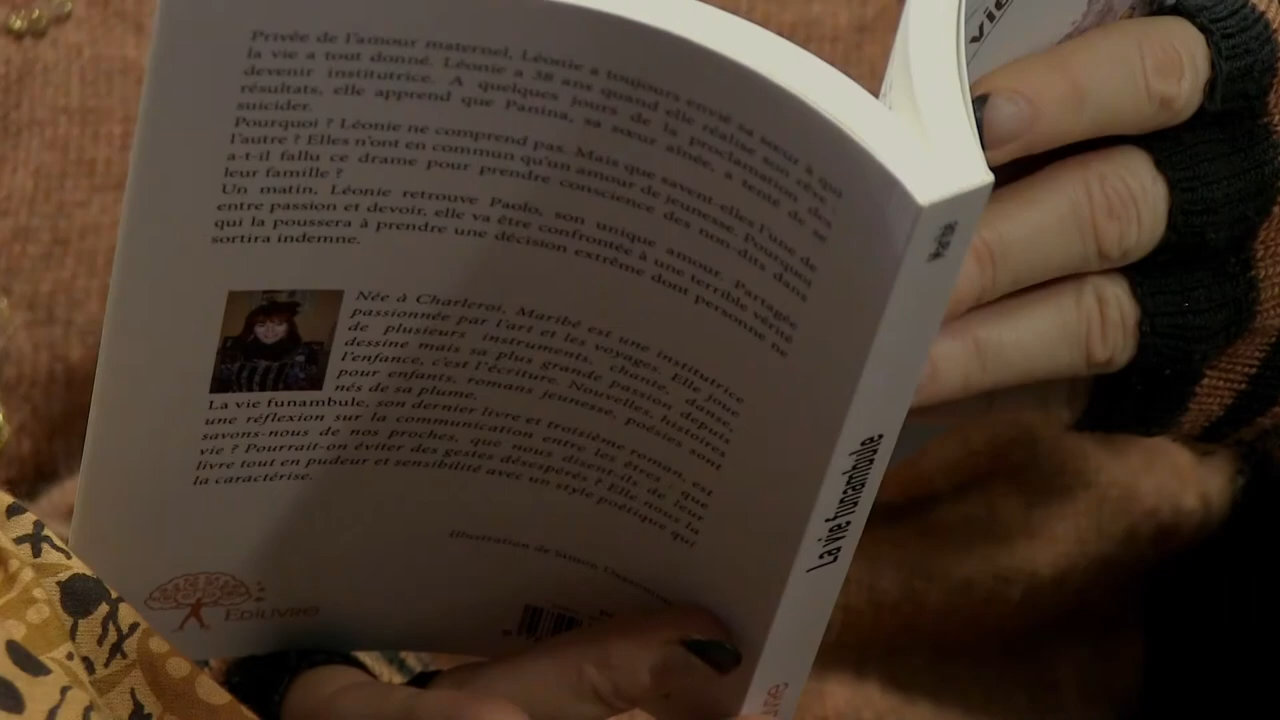 Privée de l'amour maternel, Léonie a toujours envié sa sœur à qui
la vie a tout donné. Léonie a 38 ans quand elle réalise son rêve :
devenir institutrice. A quelques jours de la proclamation des
résultats, elle apprend que Panina, sa sœur aînée, a tenté de se
suicider.
Pourquoi ? Léonie ne comprend pas. Mais que savent-elles l'une de
l'autre ? Elles n'ont en commun qu'un amour de jeunesse. Pourquoi
a-t-il fallu ce drame pour prendre conscience des non-dits dans
leur famille ?
Un matin, Léonie retrouve Paolo, son unique amour. Partagée
entre passion et devoir, elle va être confrontée à une terrible vérité
qui la poussera à prendre une décision extrême dont personne ne
sortira indemne.
Née à Charleroi, Maribé est une institutrice
passionnée par l'art et les voyages. Elle joue
de plusieurs instruments, chante, danse,
dessine mais sa plus grande passion depuis
l'enfance, c'est l'écriture. Nouvelles, histoires
pour enfants, romans jeunesse, poésies sont
nés de sa plume.
La vie funambule, son dernier livre et troisième roman, est
une réflexion sur la communication entre les êtres : que
savons-nous de nos proches, que nous disent-ils de leur
vie ? Pourrait-on éviter des gestes désespérés ? Elle nous la
livre tout en pudeur et sensibilité avec un style poétique qui
la caractérise.
Illustration de Simon
EDILIVRE
Maribé
La vie funambule
vie